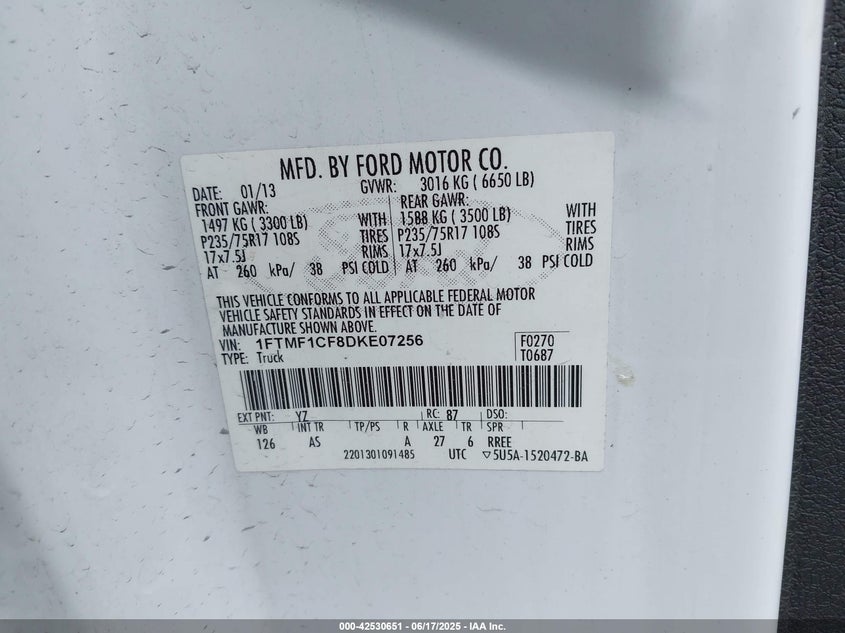 MFD. BY FORD MOTOR CO.
DATE: 01/13 GVWR: 3016 KG ( 6650 LB)
FRONT GAWR: REAR GAWR:
1497 KG ( 3300 LB) WITH 1588 KG ( 3500 LB) WITH
P235/75R17 108S TIRES P235/75R17 108S TIRES
17x7.5J RIMS 17x7.5J RIMS
AT 260 kPa/ 38 PSI COLD AT 260 kPa/ 38 PSI COLD
THIS VEHICLE CONFORMS TO ALL APPLICABLE FEDERAL MOTOR
VEHICLE SAFETY STANDARDS IN EFFECT ON THE DATE OF
MANUFACTURE SHOWN ABOVE.
VIN: 1FTMF1CF8DKE07256 F0270
TYPE: Truck T0687
EXT PNT: YZ RC: 87 DSO:
WB INT TR TP/PS R AXLE TR SPR
126 AS A 27 6 RREE
2201301091485 UTC ▽5U5A-1520472-BA
000-42530651 - 06/17/2025 - IAA Inc.